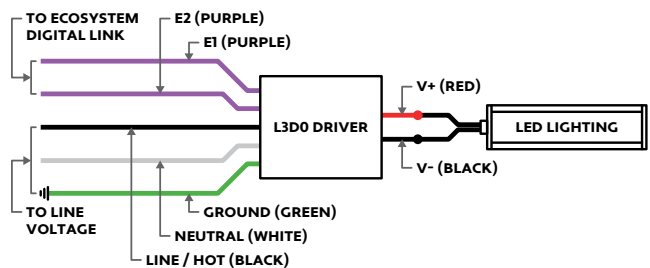 TO ECOSYSTEM
DIGITAL LINK
E2 (PURPLE)
E1 (PURPLE)
L3D0 DRIVER
V+ (RED)
LED LIGHTING
V- (BLACK)
TO LINE
VOLTAGE
GROUND (GREEN)
NEUTRAL (WHITE)
LINE / HOT (BLACK)